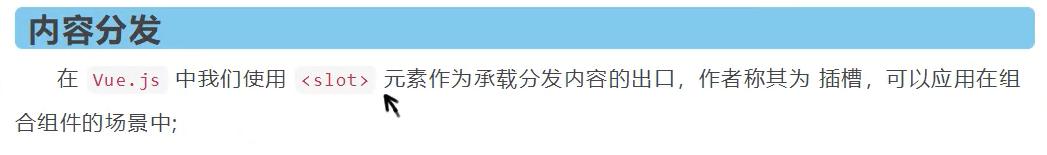 内容分发
在 Vue.js 中我们使用 <slot> 元素作为承载分发内容的出口，作者称其为 插槽，可以应用在组
合组件的场景中;